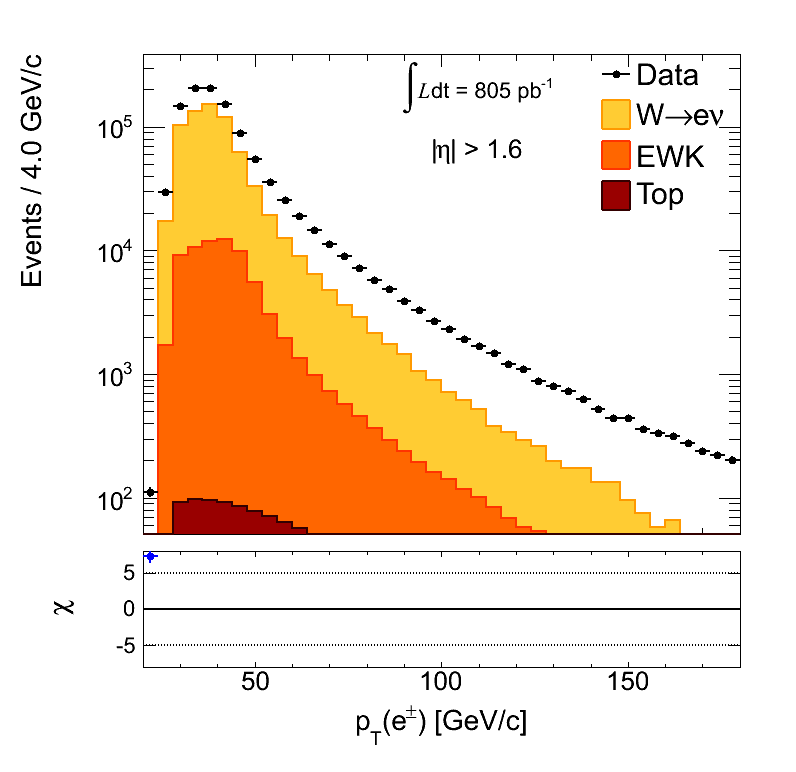 Events / 4.0 GeV/c
10⁵
10⁴
10³
10²
∫ Ldt = 805 pb⁻¹
|η| > 1.6
Data
W→eν
EWK
Top
χ
5
0
-5
50
100
150
p_T(e^±) [GeV/c]